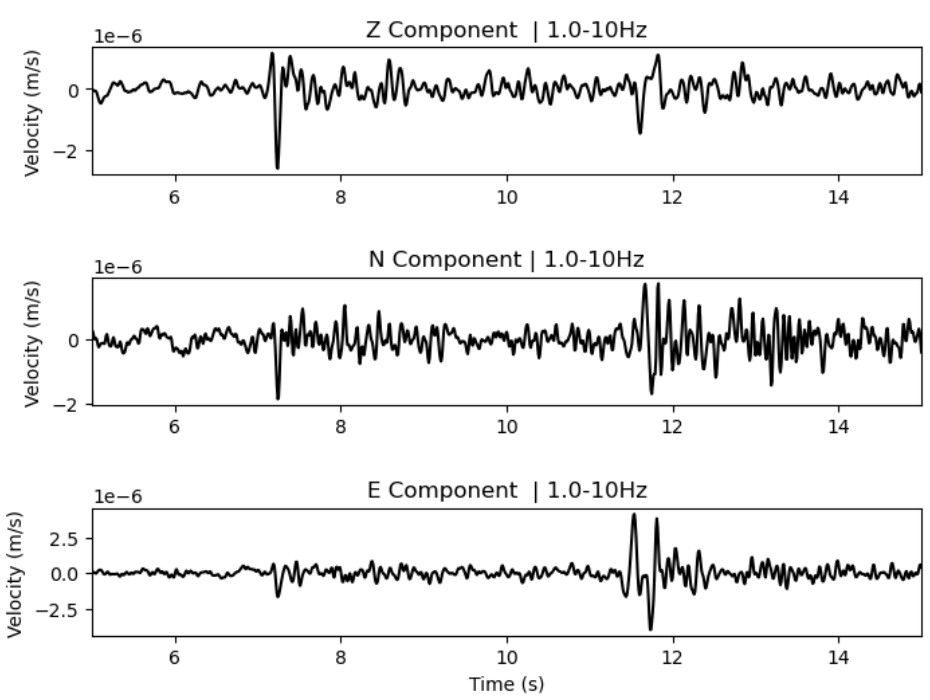 Z Component  | 1.0-10Hz
1e−6
Velocity (m/s)
0
−2
6 8 10 12 14
N Component | 1.0-10Hz
1e−6
Velocity (m/s)
0
−2
6 8 10 12 14
E Component  | 1.0-10Hz
1e−6
Velocity (m/s)
2.5
0.0
−2.5
6 8 10 12 14
Time (s)